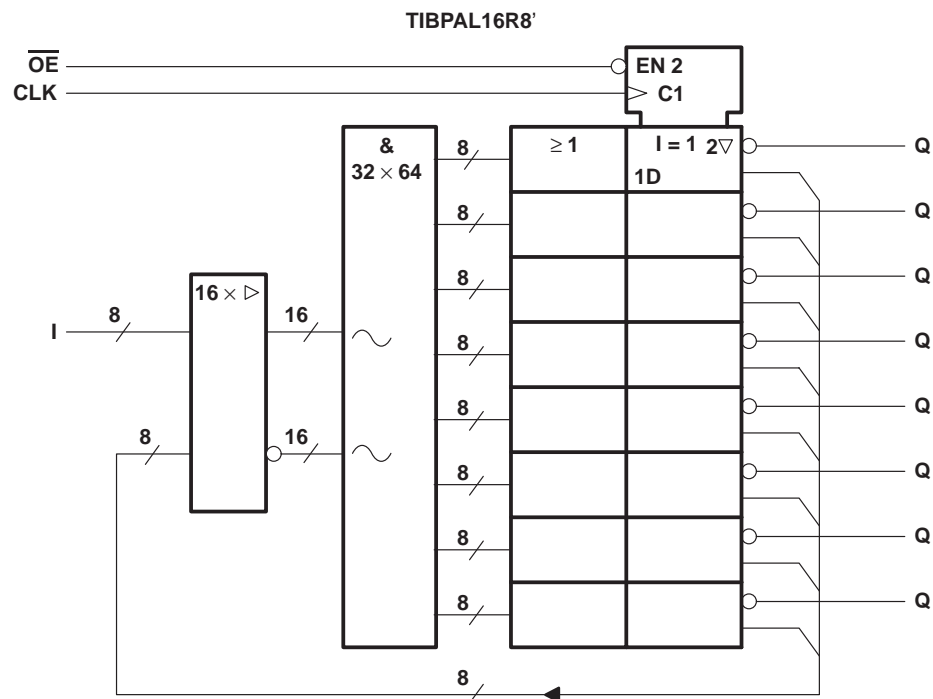 TIBPAL16R8’
OE
EN 2
CLK
C1
&
32 × 64
8
≥ 1
I = 1 2▽
1D
Q
8
Q
8
Q
16 × ▷
I
8
16
8
Q
8
Q
8
16
8
Q
8
Q
8
Q
8